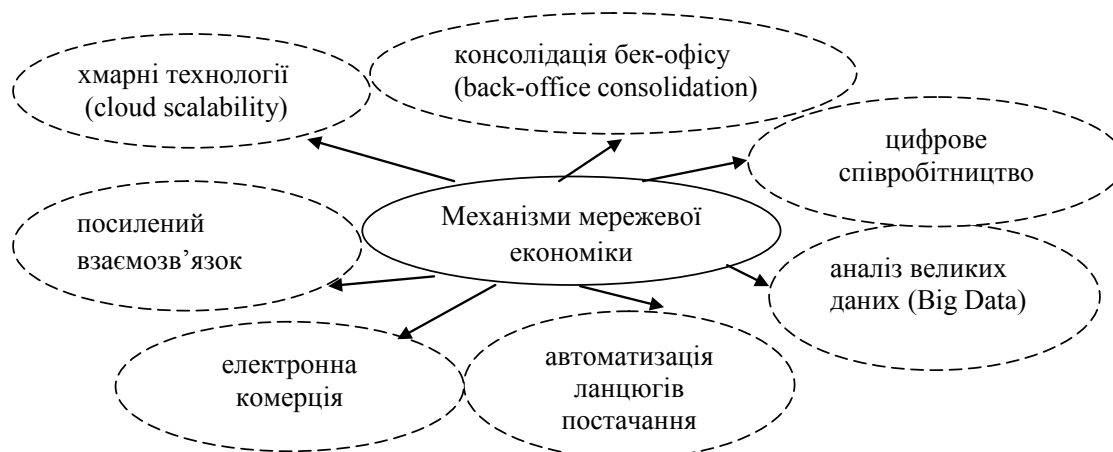 хмарні технології
(cloud scalability)
консолідація бек-офісу
(back-office consolidation)
цифрове
співробітництво
Механізми мережевої
економіки
посилений
взаємозв’язок
аналіз великих
даних (Big Data)
електронна
комерція
автоматизація
ланцюгів
постачання